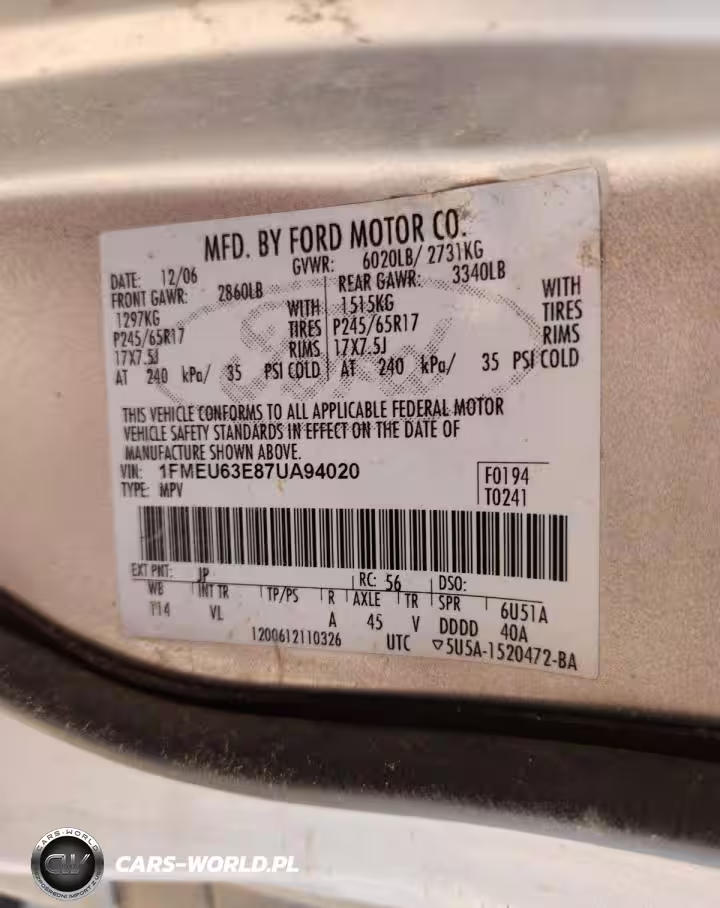 MFD. BY FORD MOTOR CO.
DATE: 12/06 GVWR: 6020LB/ 2731KG
FRONT GAWR: 2860LB REAR GAWR: 3340LB
1297KG WITH 1515KG WITH
P245/65R17 TIRES P245/65R17 TIRES
17X7.5J RIMS 17X7.5J RIMS
AT 240 kPa/ 35 PSI COLD AT 240 kPa/ 35 PSI COLD
Ford
THIS VEHICLE CONFORMS TO ALL APPLICABLE FEDERAL MOTOR
VEHICLE SAFETY STANDARDS IN EFFECT ON THE DATE OF
MANUFACTURE SHOWN ABOVE.
VIN: 1FMEU63E87UA94020 F0194
TYPE: MPV T0241
EXT PNT: JP RC: 56 DSO:
WB INT TR TP/PS R AXLE TR SPR 6U51A
114 VL A 45 V DDDD 40A
1200612110326 UTC ▽5U5A-1520472-BA
CARS-WORLD
CW
CARS-WORLD.PL